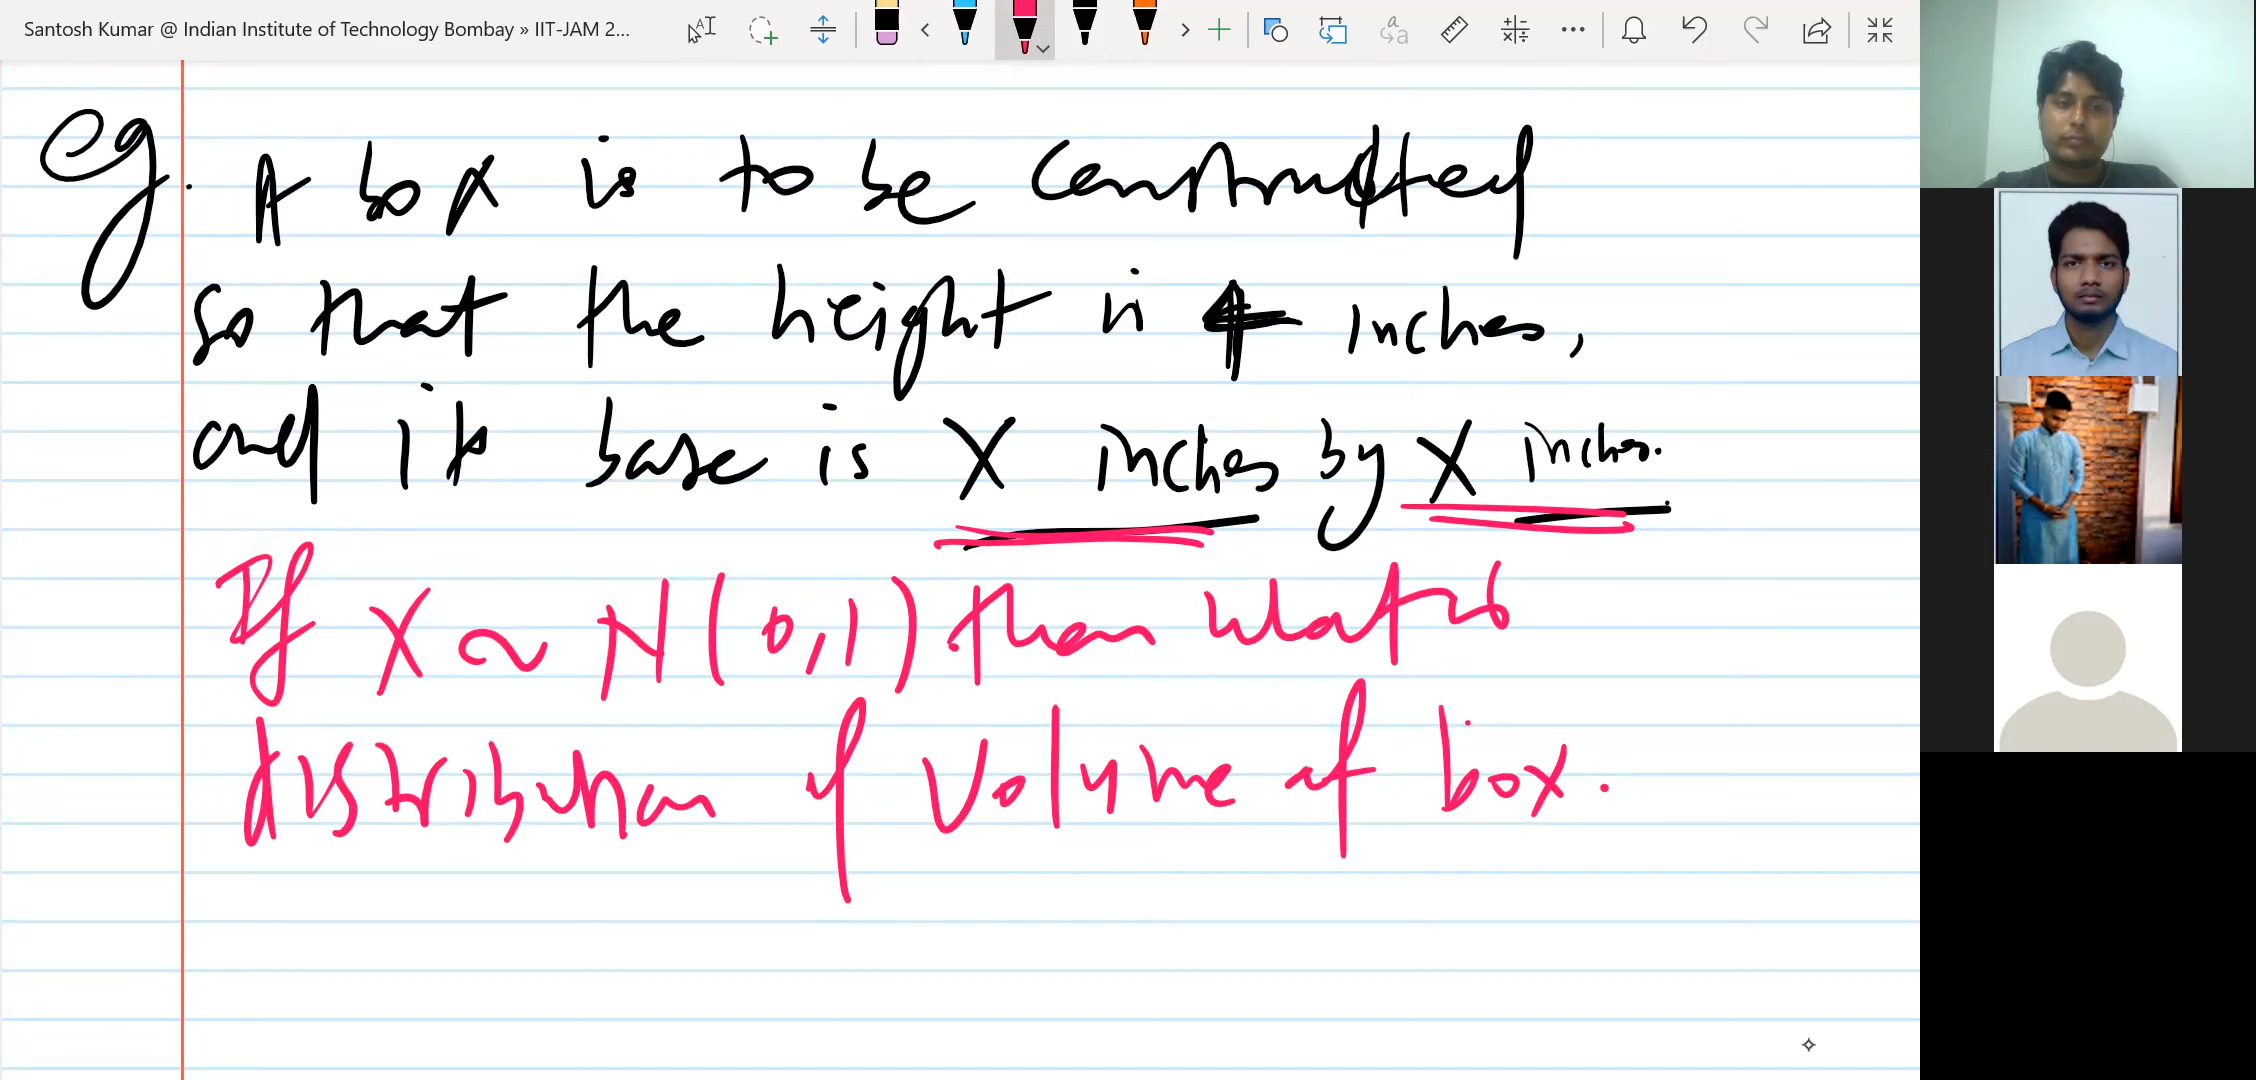 Santosh Kumar @ Indian Institute of Technology Bombay » IIT-JAM 2...
eg. A box is to be constructed
so that the height is 4 inches,
and its base is X inches by X inches.
If X ~ N(0,1) then what is
distribution of volume of box.